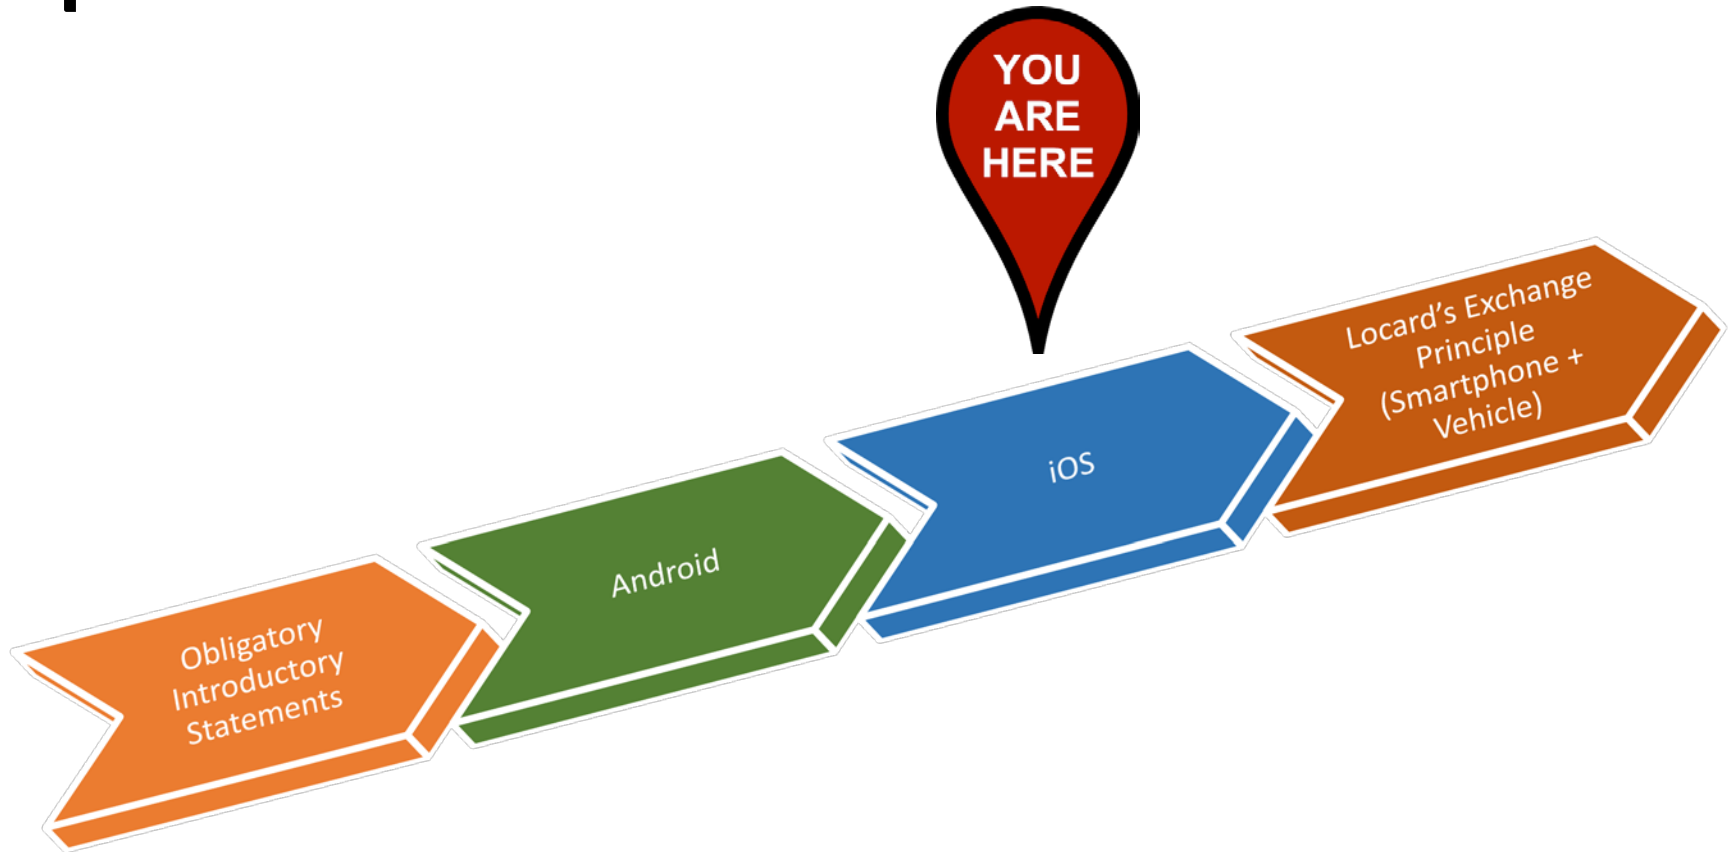 YOU
ARE
HERE
Obligatory
Introductory
Statements
Android
iOS
Locard’s Exchange
Principle
(Smartphone +
Vehicle)